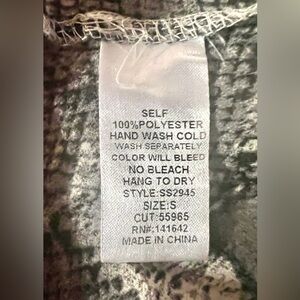 SELF
100%POLYESTER
HAND WASH COLD
WASH SEPARATELY
COLOR WILL BLEED
NO BLEACH
HANG TO DRY
STYLE:SS2945
SIZE:S
CUT:55965
RN#:141642
MADE IN CHINA